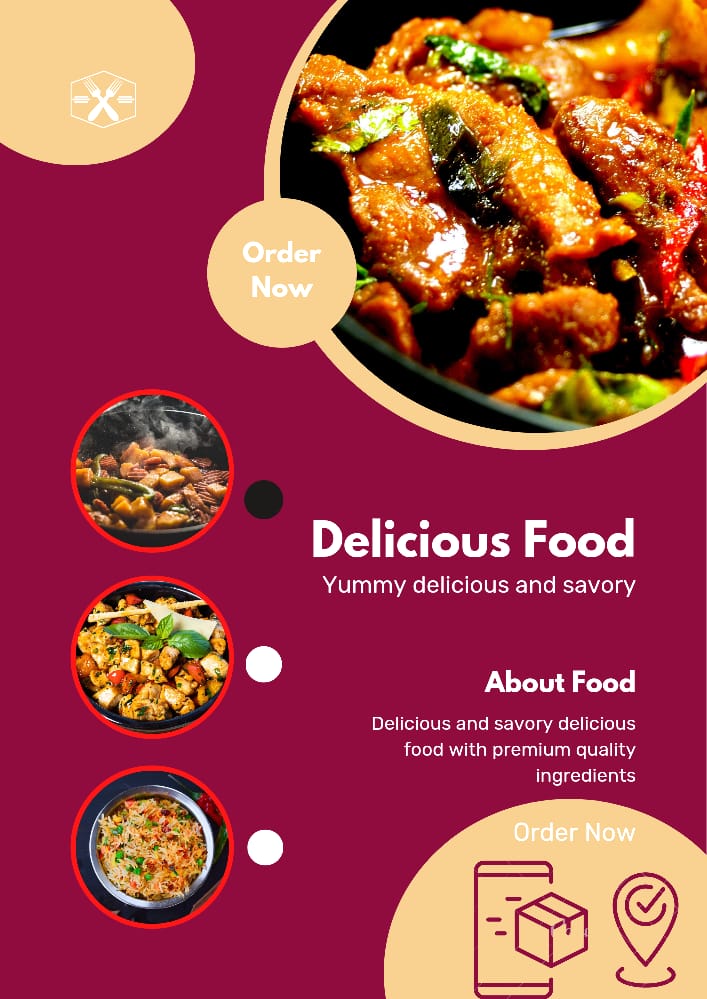 Order
Now
Delicious Food
Yummy delicious and savory
About Food
Delicious and savory delicious
food with premium quality
ingredients
Order Now